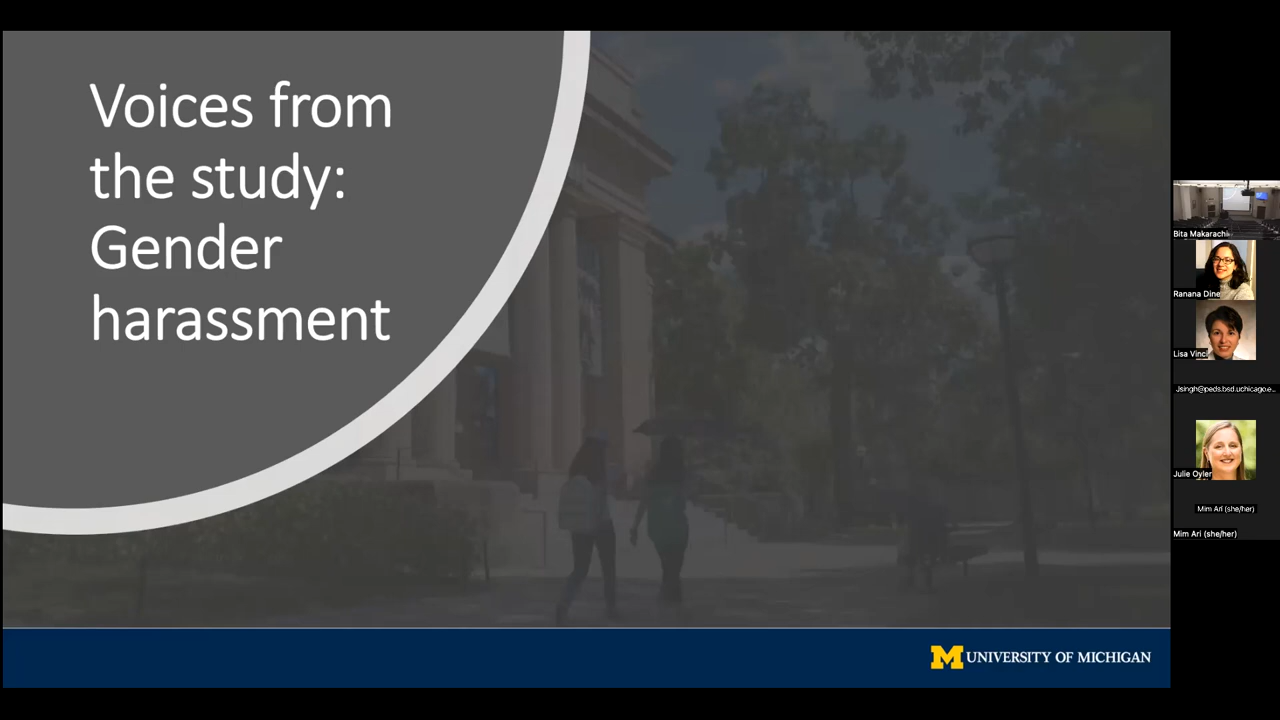 Voices from
the study:
Gender
harassment
M UNIVERSITY OF MICHIGAN
Bita Makarachi
Ranana Dine
Lisa Vinci
Jsingh@peds.bsd.uchicago.e...
Julie Oyler
Mim Ari (she/her)
Mim Ari (she/her)